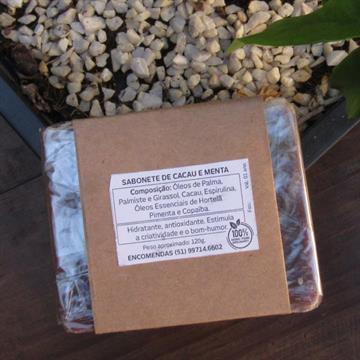 SABONETE DE CACAU E MENTA
Composição: Óleos de Palma,
Palmiste e Girassol, Cacau, Espirulina,
Óleos Essenciais de Hortelã
Pimenta e Copaíba.
Hidratante, antioxidante. Estimula
a criatividade e o bom-humor.
Peso aproximado: 120g.
ENCOMENDAS (51) 99714.6602
100%